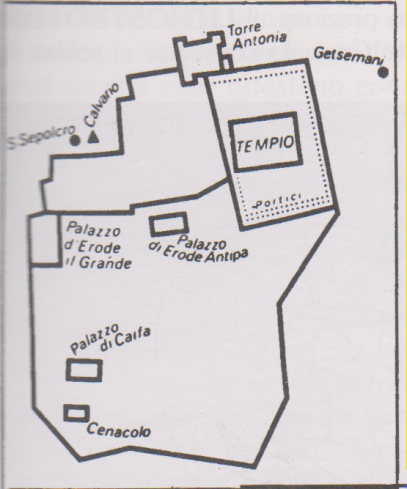 Torre
Antonia
Getsemani
Calvario
S.Sepolcro
TEMPIO
Portici
Palazzo
d'Erode
il Grande
Palazzo
di Erode Antipa
Palazzo
di Caifa
Cenacolo